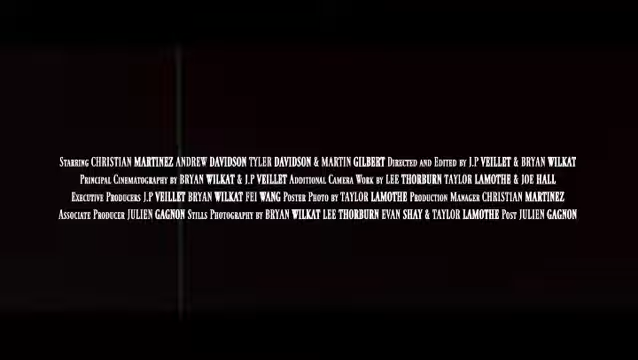 Starring CHRISTIAN MARTINEZ ANDREW DAVIDSON TYLER DAVIDSON & MARTIN GILBERT Directed and Edited by J.P VEILLET & BRYAN WILKAT
Principal Cinematography by BRYAN WILKAT & J.P VEILLET Additional Camera Work by LEE THORBURN TAYLOR LAMOTHE & JOE HALL
Executive Producers J.P VEILLET BRYAN WILKAT FEI WANG Poster Photo by TAYLOR LAMOTHE Production Manager CHRISTIAN MARTINEZ
Associate Producer JULIEN GAGNON Stills Photography by BRYAN WILKAT LEE THORBURN EVAN SHAY & TAYLOR LAMOTHE Post JULIEN GAGNON